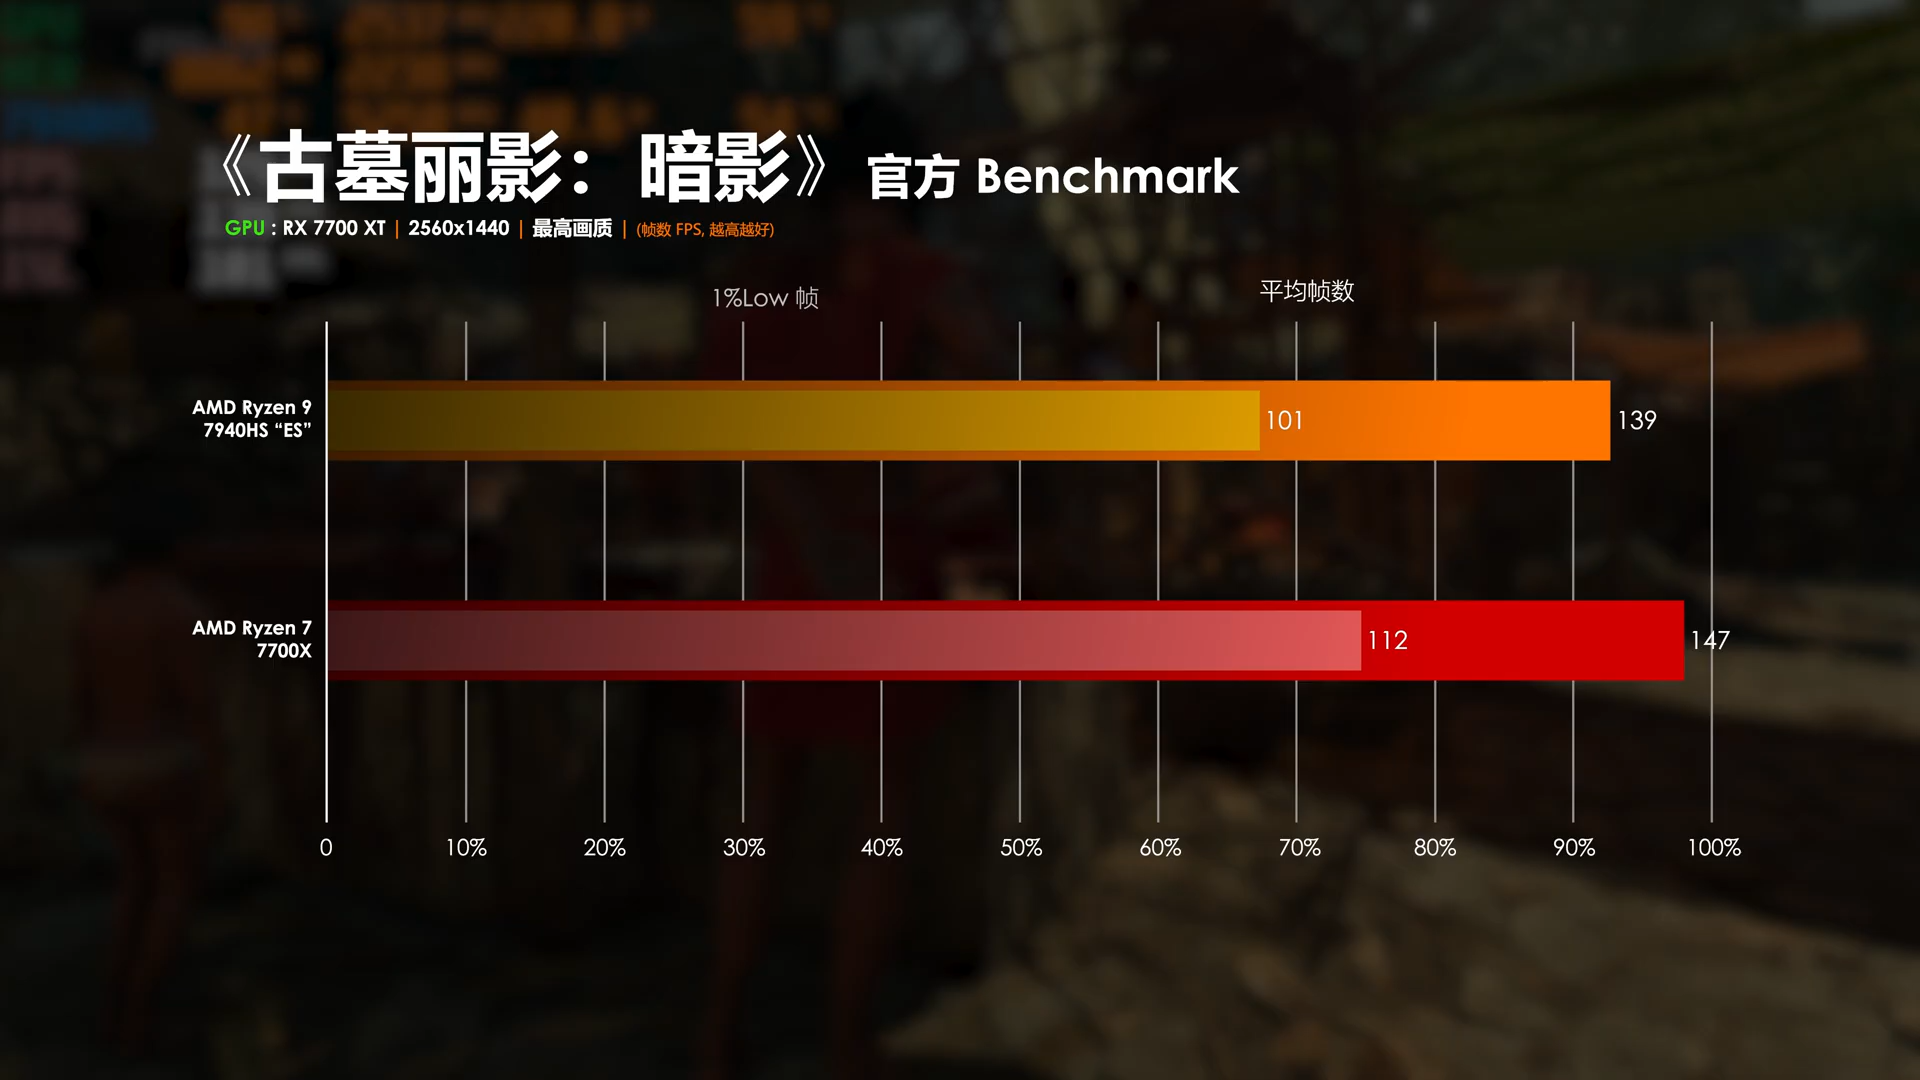 《古墓丽影：暗影》 官方 Benchmark
GPU : RX 7700 XT | 2560x1440 | 最高画质 | (帧数 FPS, 越高越好)
1%Low 帧
平均帧数
AMD Ryzen 9
7940HS “ES”
101
139
AMD Ryzen 7
7700X
112
147
0 10% 20% 30% 40% 50% 60% 70% 80% 90% 100%